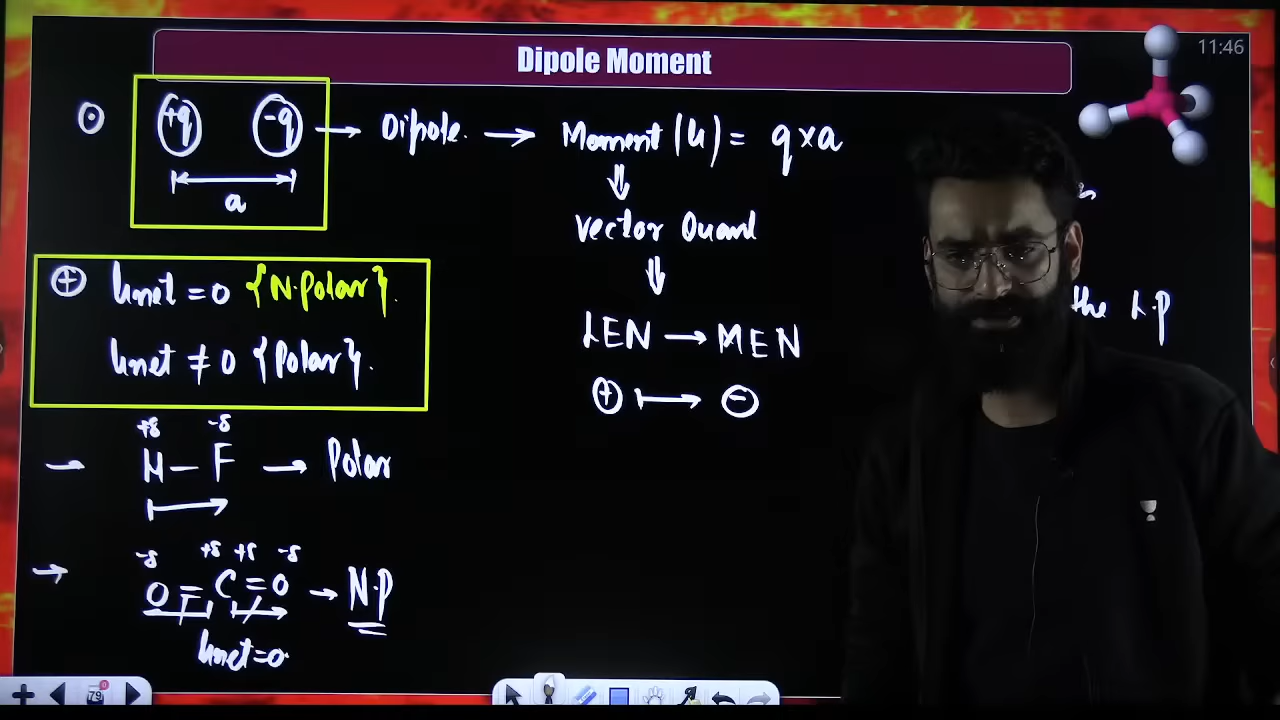 Dipole Moment
11:46
+q -q → Dipole. → Moment (μ) = q×a
a
Vector Quant
⊕ μnet = 0 {N.Polar}.
μnet ≠ 0 {Polar}.
LEN → MEN
⊕ ↦ ⊖
the L.P
+δ -δ
→ H–F → Polar
-δ +δ +δ -δ
→ O=C=O → N.P
μnet=0
79